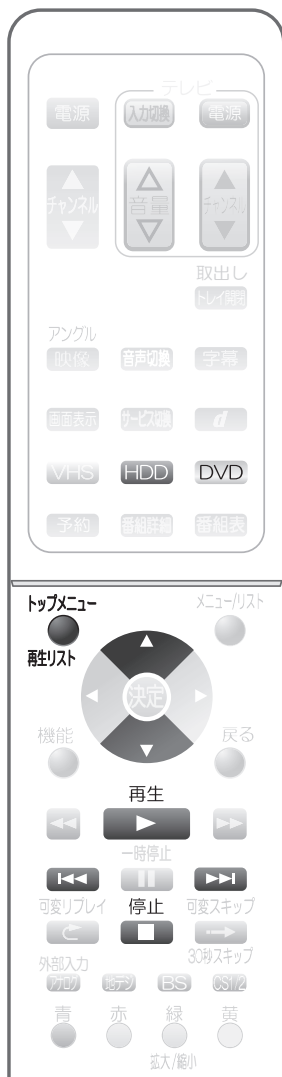 テレビ
電源 入力切換 電源
チャンネル 音量 チャンネル
取出し
トレイ開閉
アングル
映像 音声切換 字幕
画面表示 サービス切換 d
VHS HDD DVD
予約 番組詳細 番組表
トップメニュー メニュー/リスト
再生リスト
決定
機能 戻る
再生
一時停止
可変リプレイ 停止 可変スキップ
30秒スキップ
外部入力
アナログ 地デジ BS CS1/2
青 赤 緑 黄
拡大/縮小